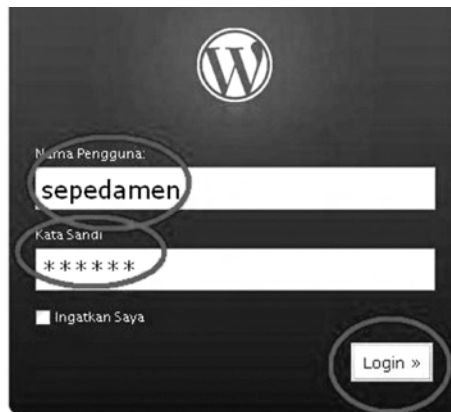 W
Nama Pengguna:
sepedamen
Kata Sandi
******
Ingatkan Saya
Login »